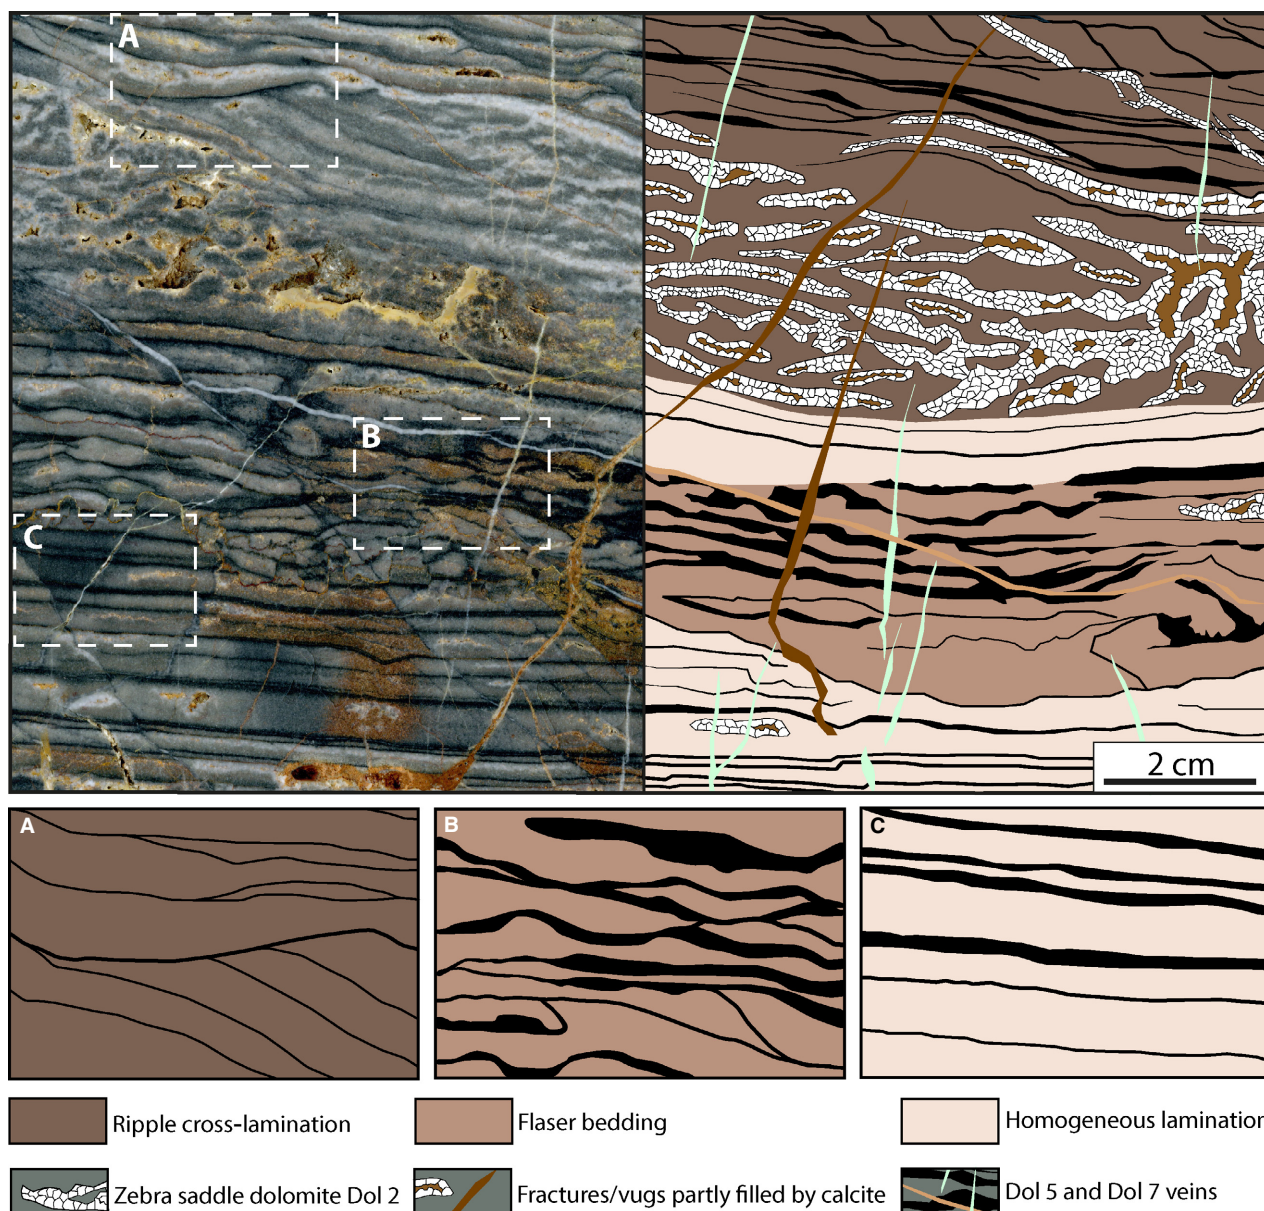 A
B
C
2 cm
A
B
C
Ripple cross-lamination
Flaser bedding
Homogeneous lamination
Zebra saddle dolomite Dol 2
Fractures/vugs partly filled by calcite
Dol 5 and Dol 7 veins